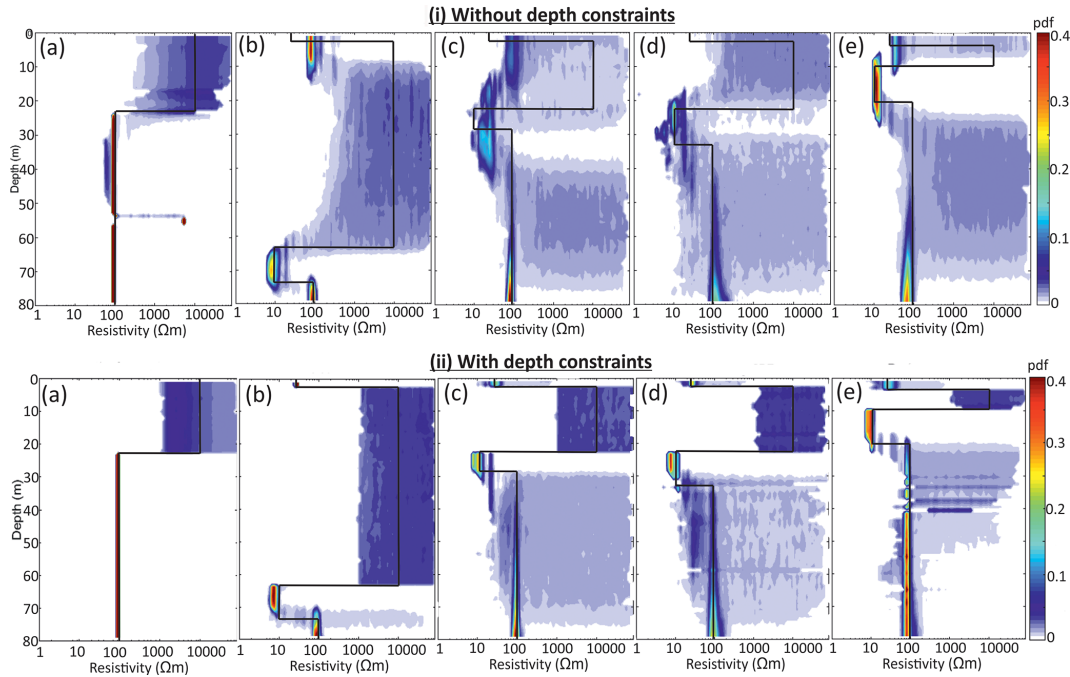 (i) Without depth constraints
(a) (b) (c) (d) (e)
pdf
0.4
0.3
0.2
0.1
0
Depth (m)
0
10
20
30
40
50
60
70
80
1 10 100 1000 10000 1 10 100 1000 10000 1 10 100 1000 10000 1 10 100 1000 10000 1 10 100 1000 10000
Resistivity (Ωm) Resistivity (Ωm) Resistivity (Ωm) Resistivity (Ωm) Resistivity (Ωm)
(ii) With depth constraints
(a) (b) (c) (d) (e)
pdf
0.4
0.3
0.2
0.1
0
Depth (m)
0
10
20
30
40
50
60
70
80
1 10 100 1000 10000 1 10 100 1000 10000 1 10 100 1000 10000 1 10 100 1000 10000 1 10 100 1000 10000
Resistivity (Ωm) Resistivity (Ωm) Resistivity (Ωm) Resistivity (Ωm) Resistivity (Ωm)